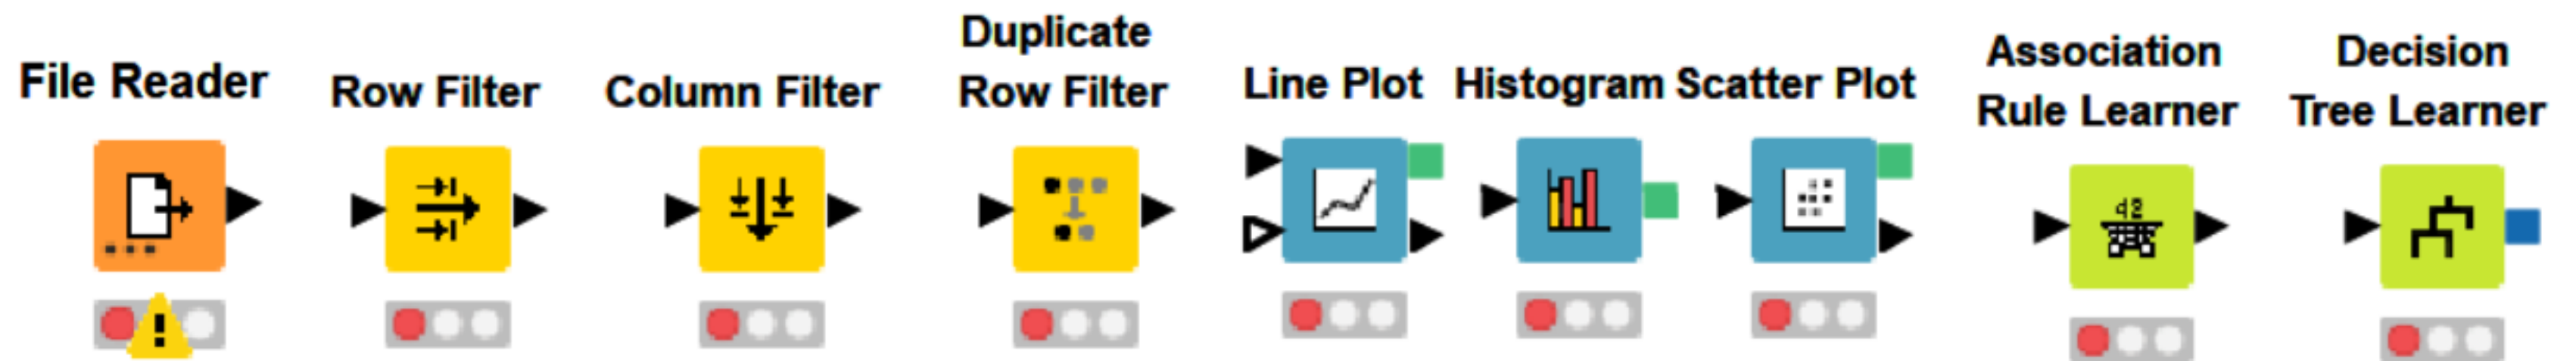 File Reader
Row Filter
Column Filter
Duplicate
Row Filter
Line Plot
Histogram
Scatter Plot
Association
Rule Learner
42
Decision
Tree Learner